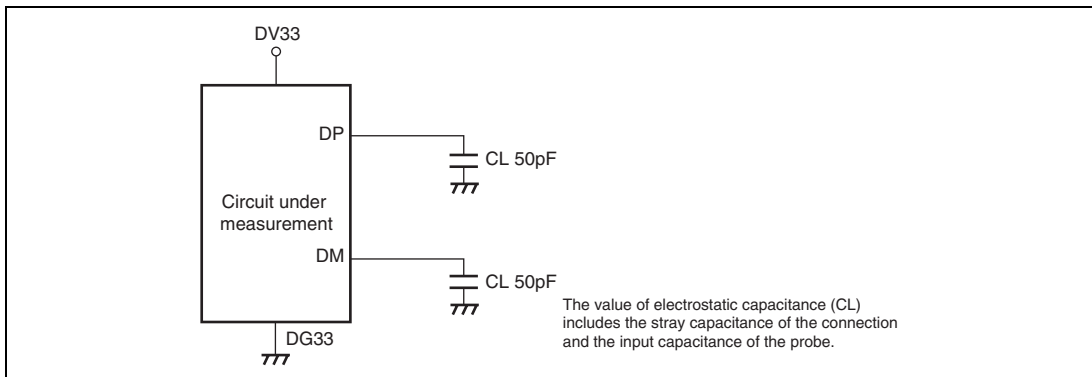 DV33
DP
CL 50pF
Circuit under
measurement
DM
CL 50pF
The value of electrostatic capacitance (CL)
includes the stray capacitance of the connection
and the input capacitance of the probe.
DG33